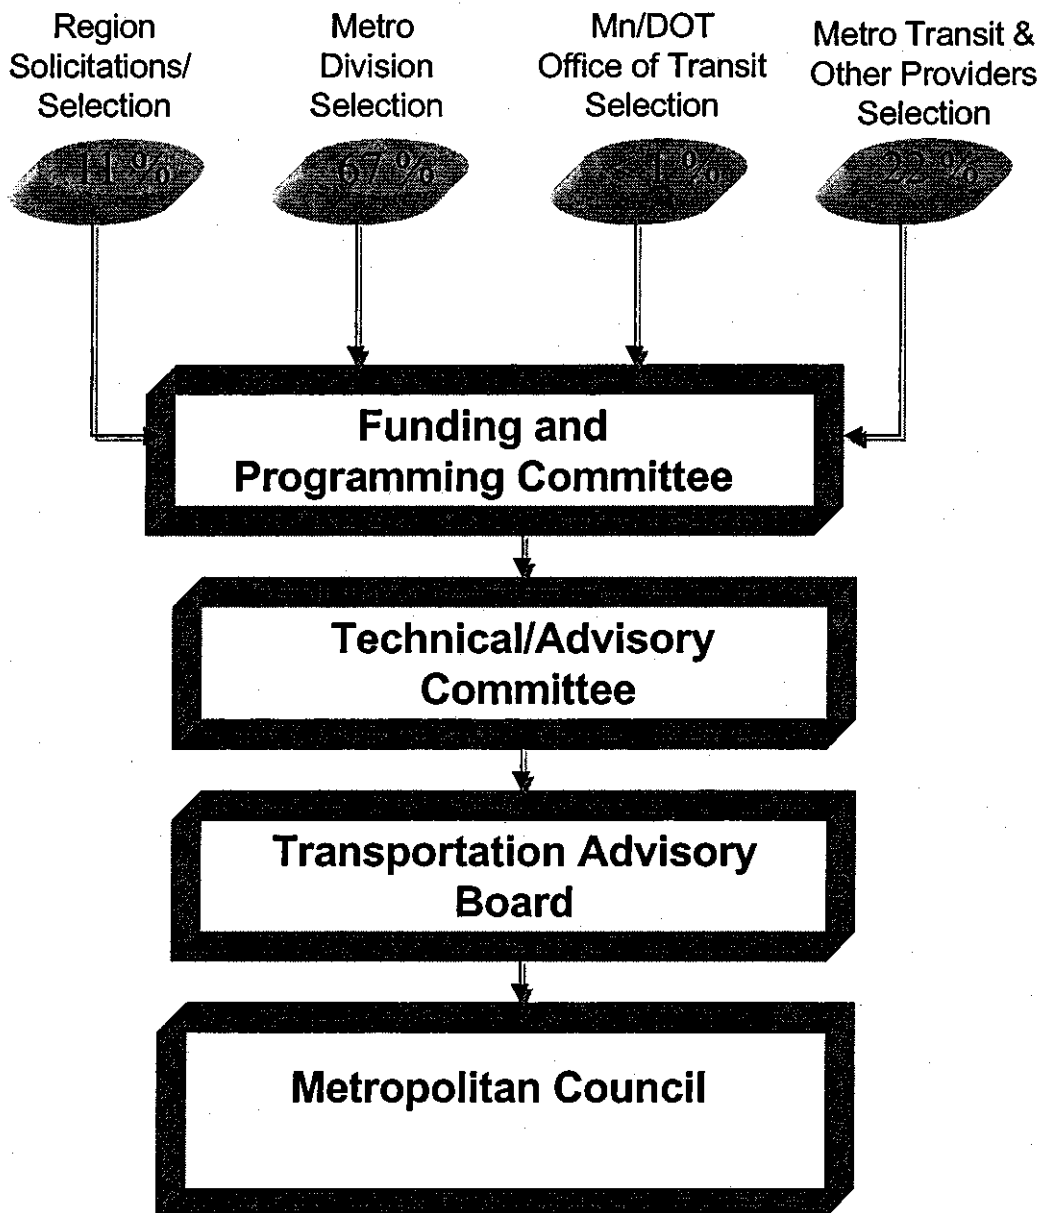 Region
Solicitations/
Selection
Metro
Division
Selection
Mn/DOT
Office of Transit
Selection
Metro Transit &
Other Providers
Selection
11 %
67 %
1 %
22 %
Funding and
Programming Committee
Technical/Advisory
Committee
Transportation Advisory
Board
Metropolitan Council